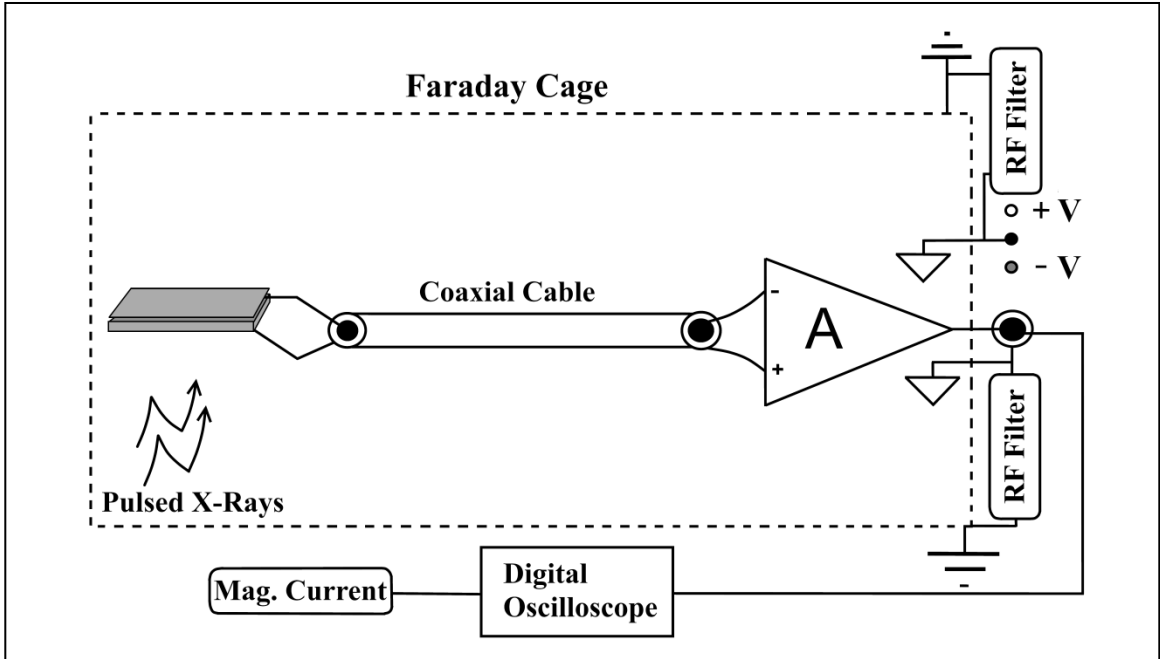 Faraday Cage
RF Filter
+ V
- V
Coaxial Cable
-
A
+
Pulsed X-Rays
RF Filter
Mag. Current
Digital
Oscilloscope